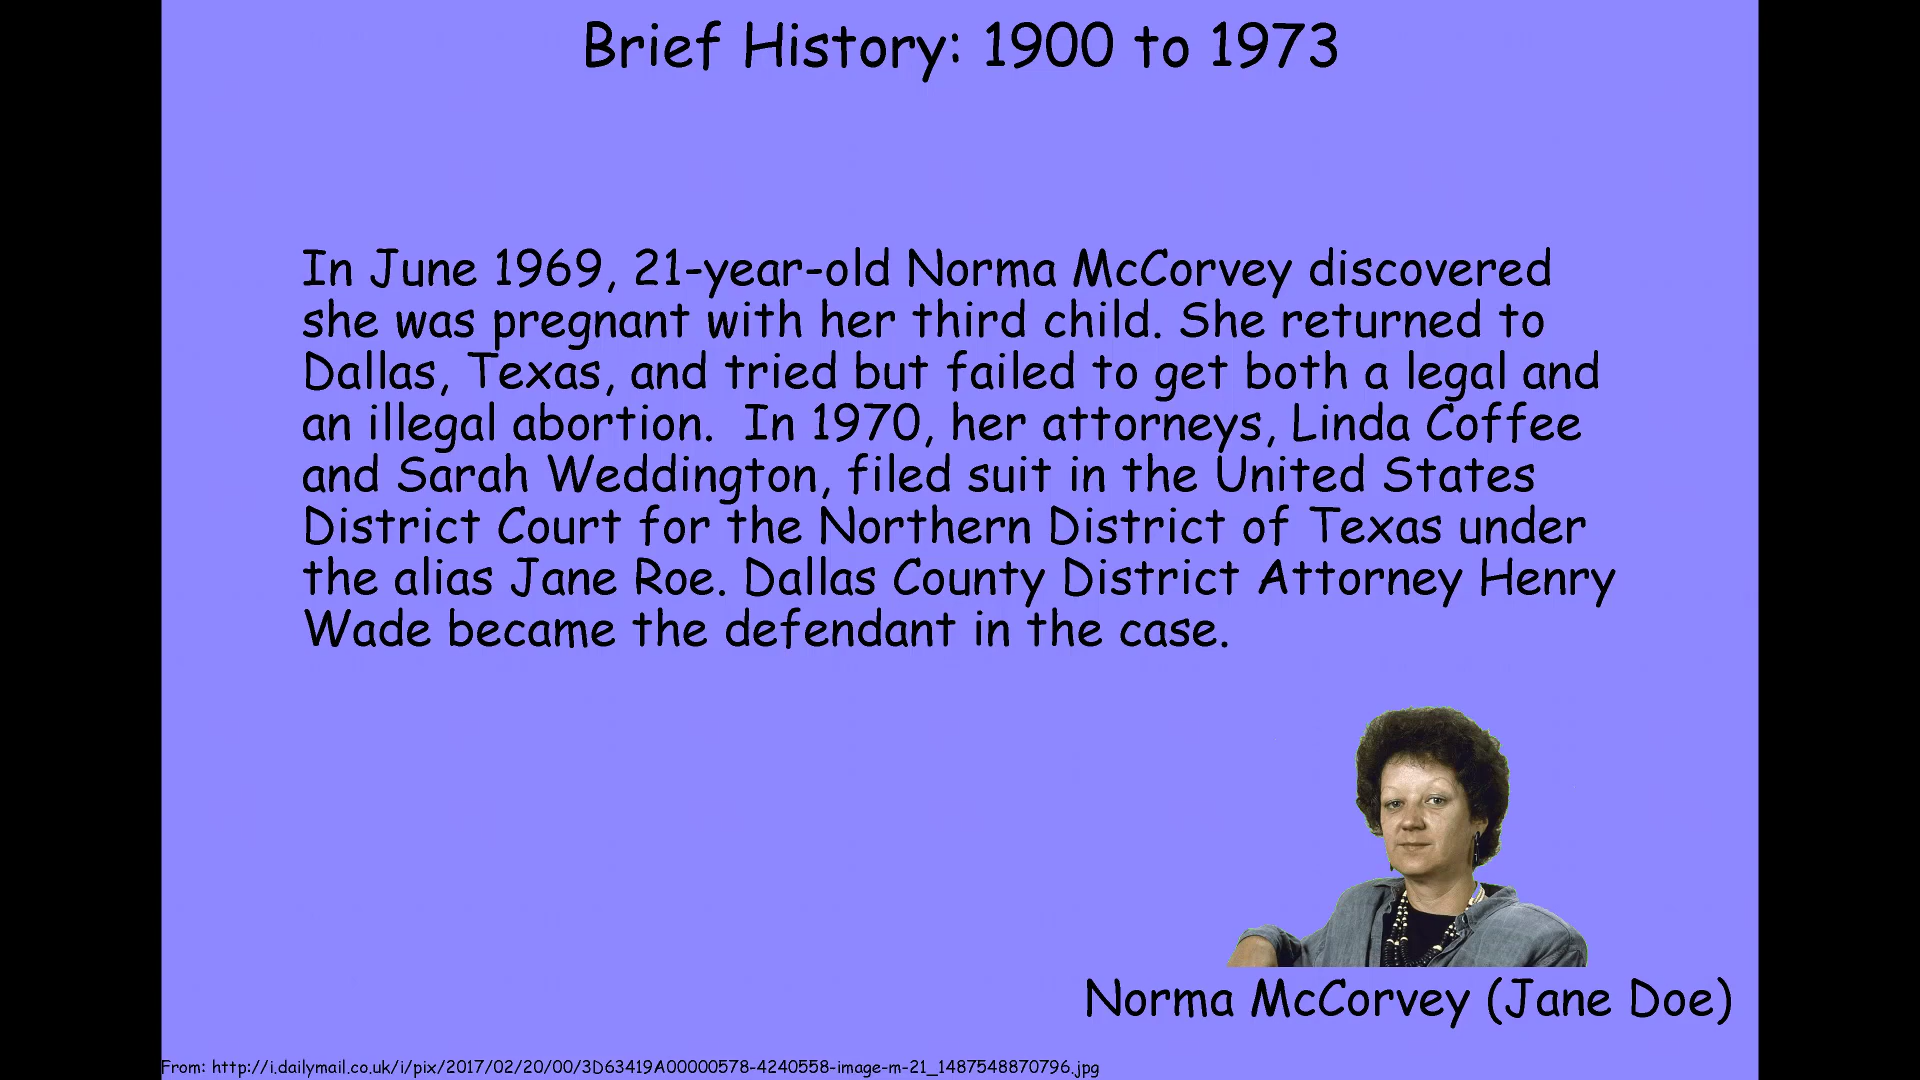 Brief History: 1900 to 1973
In June 1969, 21-year-old Norma McCorvey discovered
she was pregnant with her third child. She returned to
Dallas, Texas, and tried but failed to get both a legal and
an illegal abortion.  In 1970, her attorneys, Linda Coffee
and Sarah Weddington, filed suit in the United States
District Court for the Northern District of Texas under
the alias Jane Roe. Dallas County District Attorney Henry
Wade became the defendant in the case.
Norma McCorvey (Jane Doe)
From: http://i.dailymail.co.uk/i/pix/2017/02/20/00/3D63419A00000578-4240558-image-m-21_1487548870796.jpg